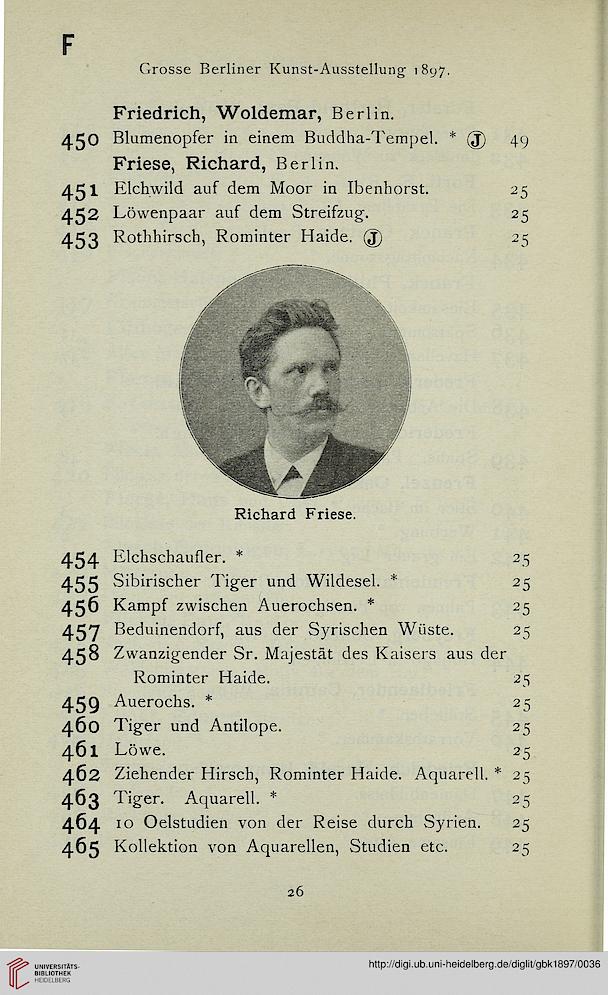 F
Grosse Berliner Kunst-Ausstellung 1897.
Friedrich, Woldemar, Berlin.
450 Blumenopfer in einem Buddha-Tempel. * Ⓙ 49
Friese, Richard, Berlin.
451 Elchwild auf dem Moor in Ibenhorst. 25
452 Löwenpaar auf dem Streifzug. 25
453 Rothhirsch, Rominter Haide. Ⓙ 25
Richard Friese.
454 Elchschaufler. * 25
455 Sibirischer Tiger und Wildesel. * 25
456 Kampf zwischen Auerochsen. * 25
457 Beduinendorf, aus der Syrischen Wüste. 25
458 Zwanzigender Sr. Majestät des Kaisers aus der
Rominter Haide. 25
459 Auerochs. * 25
460 Tiger und Antilope. 25
461 Löwe. 25
462 Ziehender Hirsch, Rominter Haide. Aquarell. * 25
463 Tiger. Aquarell. * 25
464 10 Oelstudien von der Reise durch Syrien. 25
465 Kollektion von Aquarellen, Studien etc. 25
26
UNIVERSITÄTS-
BIBLIOTHEK
HEIDELBERG
http://digi.ub.uni-heidelberg.de/diglit/gbk1897/0036